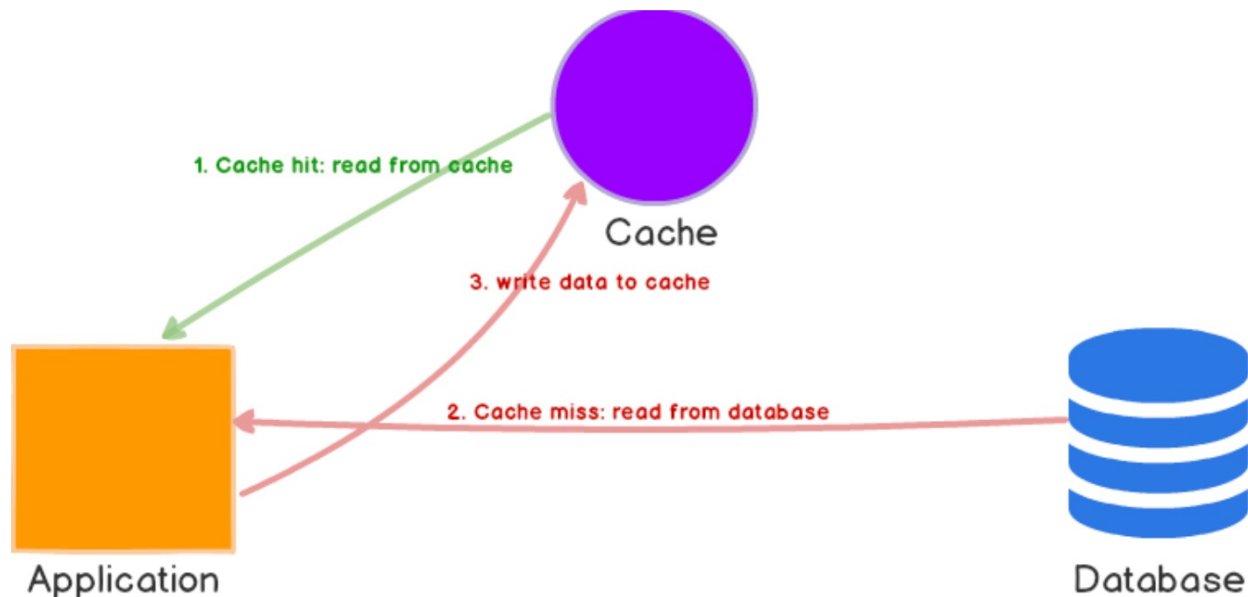 1. Cache hit: read from cache
Cache
3. write data to cache
2. Cache miss: read from database
Application
Database